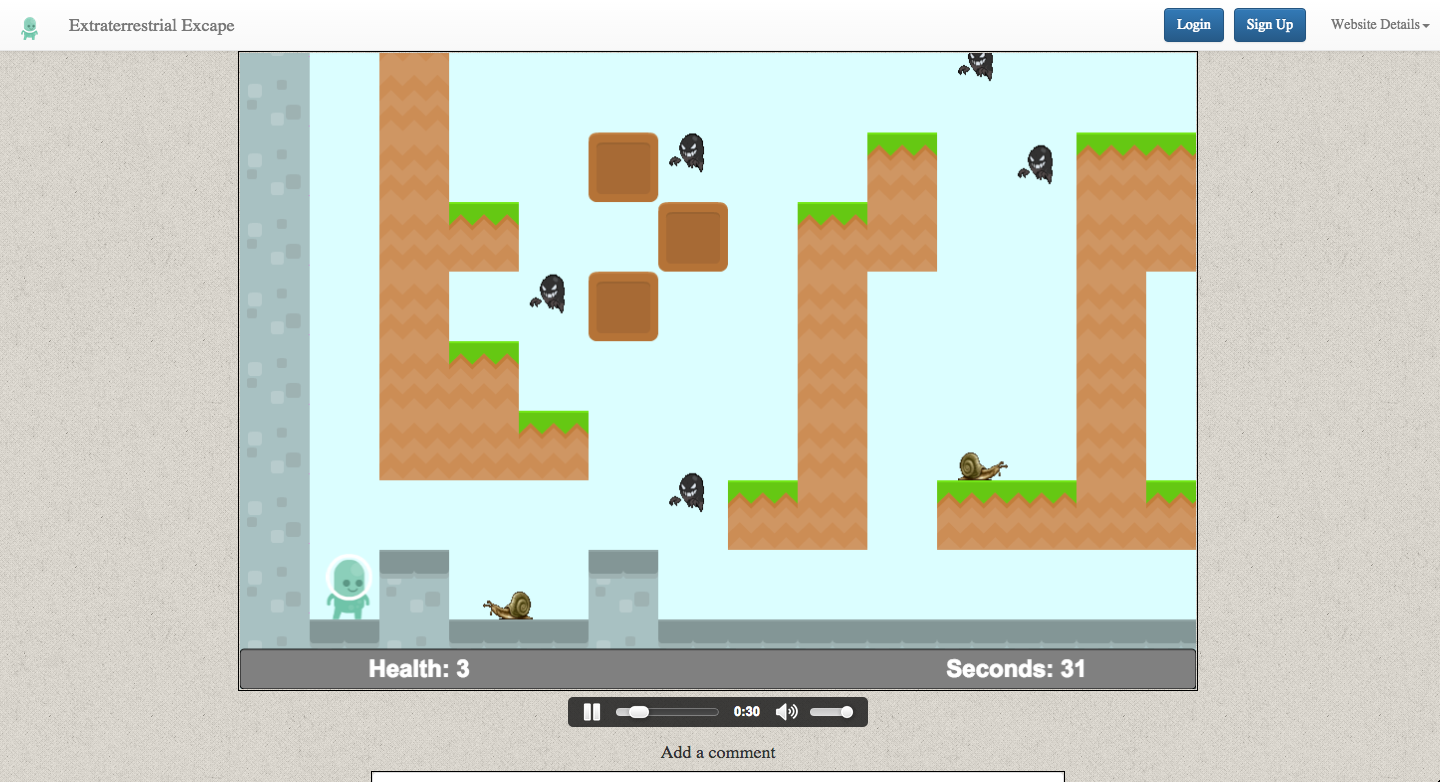 Extraterrestrial Excape
Login
Sign Up
Website Details
Health: 3
Seconds: 31
0:30
Add a comment